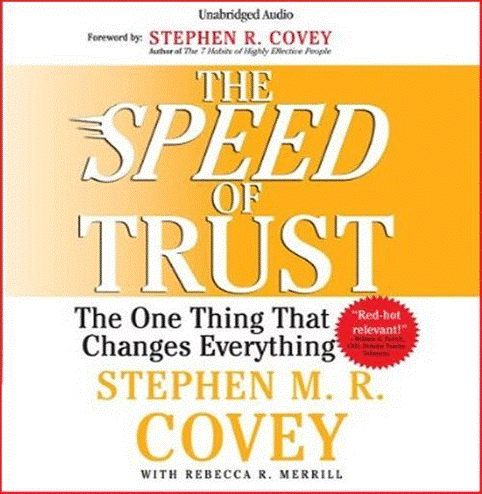 Unabridged Audio
Foreword by: STEPHEN R. COVEY
Author of The 7 Habits of Highly Effective People
THE
SPEED
OF
TRUST
The One Thing That
Changes Everything
"Red-hot
relevant!"
STEPHEN M. R.
COVEY
WITH REBECCA R. MERRILL